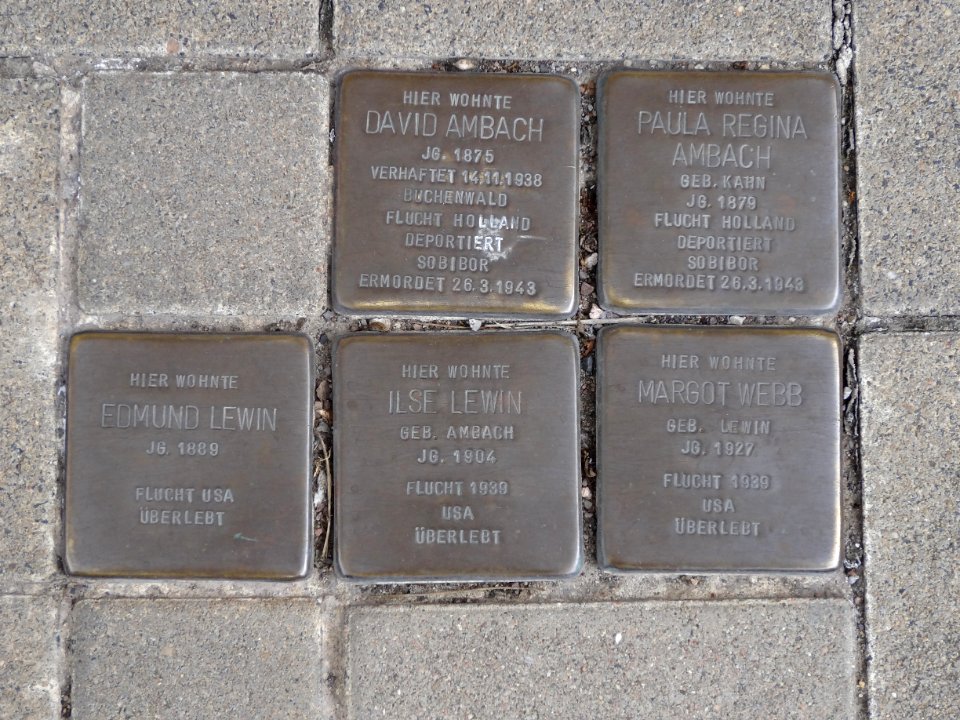 HIER WOHNTE
DAVID AMBACH
JG. 1875
VERHAFTET 14.11.1938
BUCHENWALD
FLUCHT HOLLAND
DEPORTIERT
SOBIBOR
ERMORDET 26.3.1943
HIER WOHNTE
PAULA REGINA
AMBACH
GEB. KAHN
JG. 1879
FLUCHT HOLLAND
DEPORTIERT
SOBIBOR
ERMORDET 26.3.1943
HIER WOHNTE
EDMUND LEWIN
JG. 1889
FLUCHT USA
ÜBERLEBT
HIER WOHNTE
ILSE LEWIN
GEB. AMBACH
JG. 1904
FLUCHT 1939
USA
ÜBERLEBT
HIER WOHNTE
MARGOT WEBB
GEB. LEWIN
JG. 1927
FLUCHT 1939
USA
ÜBERLEBT